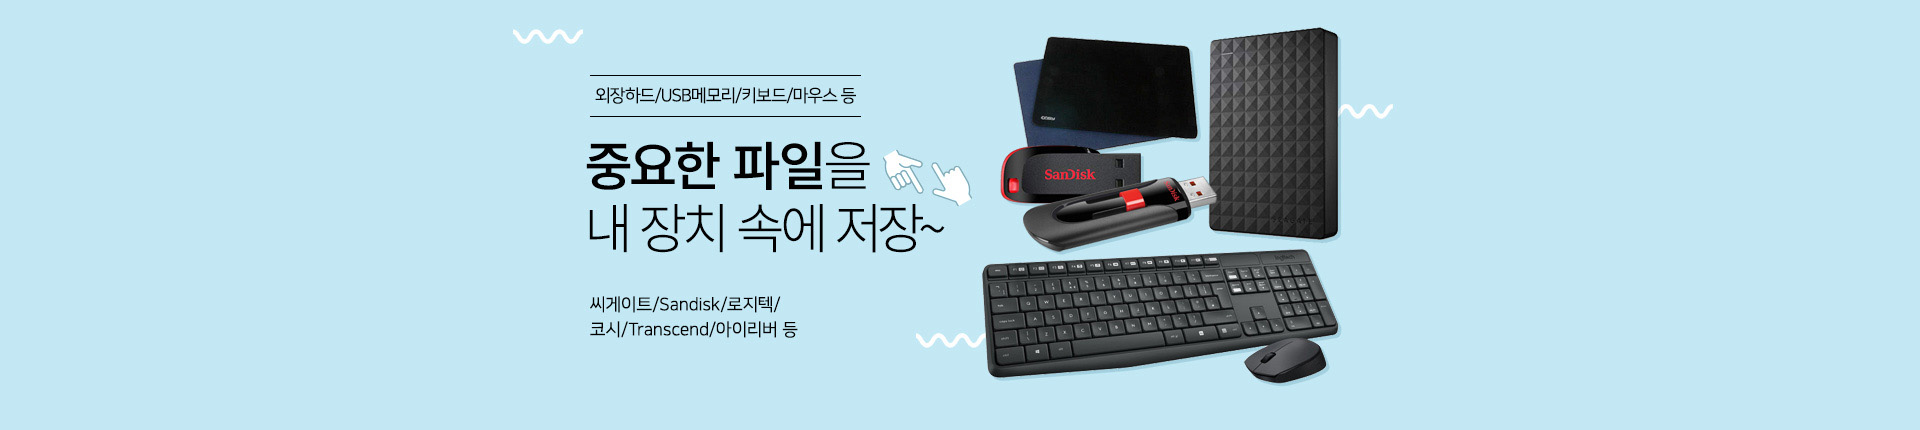 외장하드/USB메모리/키보드/마우스 등
중요한 파일을
내 장치 속에 저장~
씨게이트/Sandisk/로지텍/
코시/Transcend/아이리버 등
SanDisk
SanDisk